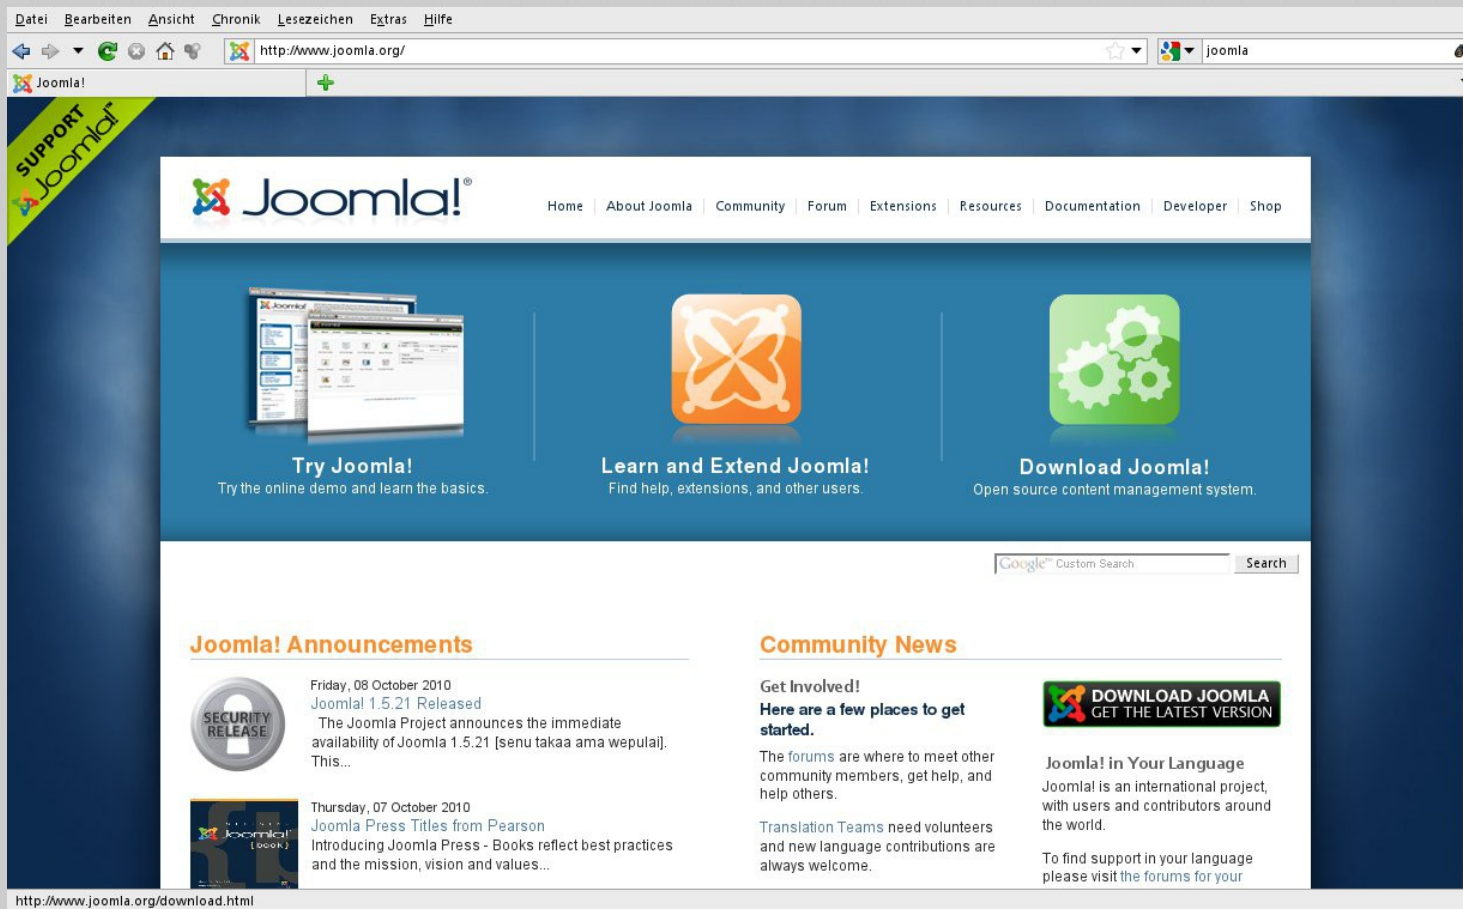 Datei Bearbeiten Ansicht Chronik Lesezeichen Extras Hilfe
http://www.joomla.org/
joomla
Joomla!
SUPPORT
Joomla!™
Joomla!®
Home About Joomla Community Forum Extensions Resources Documentation Developer Shop
Try Joomla!
Try the online demo and learn the basics.
Learn and Extend Joomla!
Find help, extensions, and other users.
Download Joomla!
Open source content management system.
Google™ Custom Search
Search
Joomla! Announcements
SECURITY
RELEASE
Friday, 08 October 2010
Joomla! 1.5.21 Released
The Joomla Project announces the immediate
availability of Joomla 1.5.21 [senu takaa ama wepulai].
This...
Joomla!
[book]
Thursday, 07 October 2010
Joomla Press Titles from Pearson
Introducing Joomla Press - Books reflect best practices
and the mission, vision and values...
Community News
Get Involved!
Here are a few places to get
started.
The forums are where to meet other
community members, get help, and
help others.
Translation Teams need volunteers
and new language contributions are
always welcome.
DOWNLOAD JOOMLA
GET THE LATEST VERSION
Joomla! in Your Language
Joomla! is an international project,
with users and contributors around
the world.
To find support in your language
please visit the forums for your
http://www.joomla.org/download.html